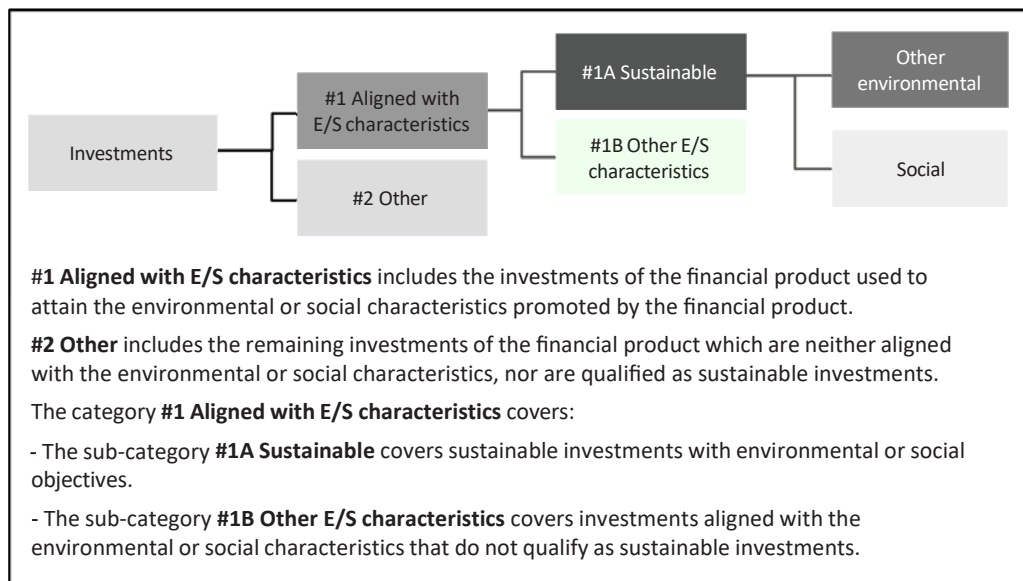 Investments
#1 Aligned with
E/S characteristics
#2 Other
#1A Sustainable
#1B Other E/S
characteristics
Other
environmental
Social
#1 Aligned with E/S characteristics includes the investments of the financial product used to
attain the environmental or social characteristics promoted by the financial product.
#2 Other includes the remaining investments of the financial product which are neither aligned
with the environmental or social characteristics, nor are qualified as sustainable investments.
The category #1 Aligned with E/S characteristics covers:
- The sub-category #1A Sustainable covers sustainable investments with environmental or social
objectives.
- The sub-category #1B Other E/S characteristics covers investments aligned with the
environmental or social characteristics that do not qualify as sustainable investments.